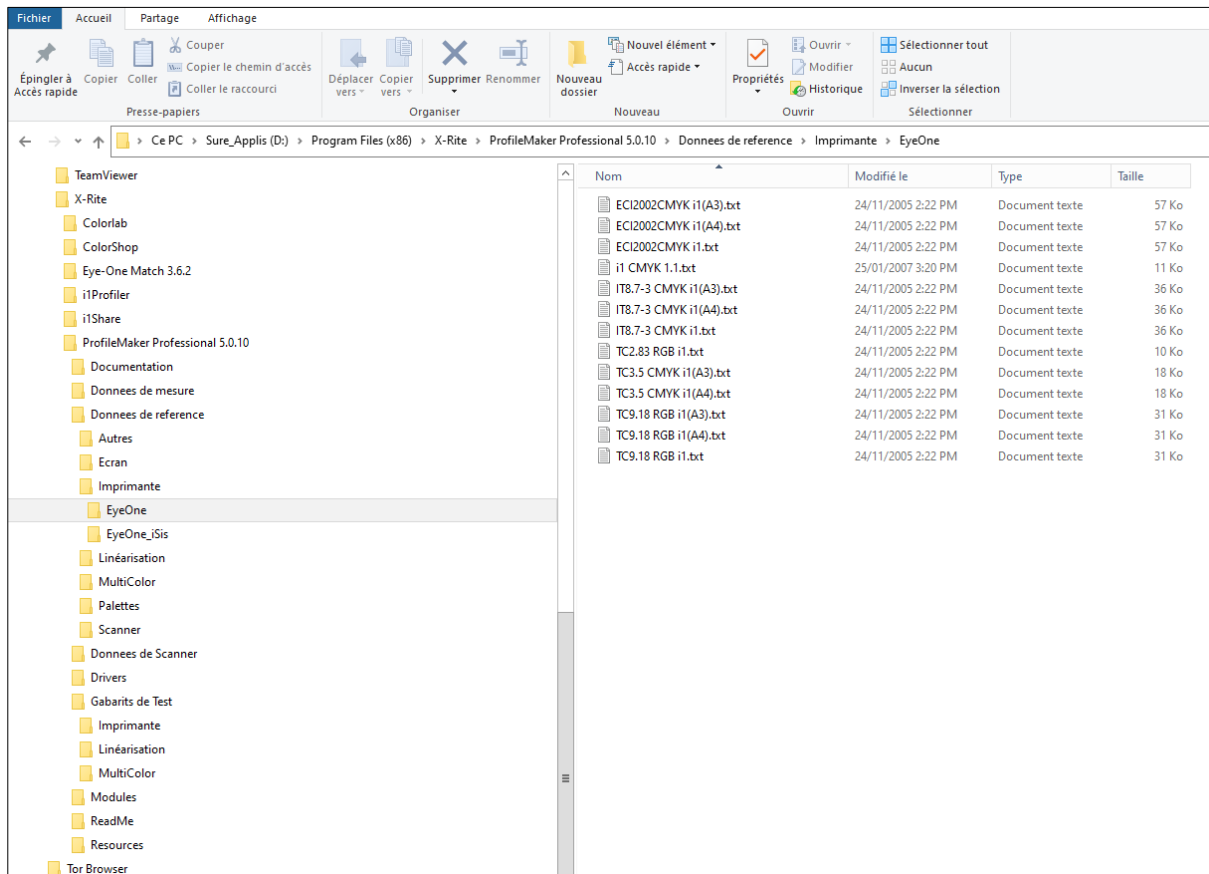 Fichier Accueil Partage Affichage
Épingler à Accès rapide
Copier
Coller
Couper
Copier le chemin d'accès
Coller le raccourci
Presse-papiers
Déplacer vers
Copier vers
Supprimer
Renommer
Organiser
Nouveau dossier
Nouvel élément
Accès rapide
Nouveau
Propriétés
Ouvrir
Modifier
Historique
Ouvrir
Sélectionner tout
Aucun
Inverser la sélection
Sélectionner
Ce PC > Sure_Applis (D:) > Program Files (x86) > X-Rite > ProfileMaker Professional 5.0.10 > Donnees de reference > Imprimante > EyeOne
TeamViewer
X-Rite
Colorlab
ColorShop
Eye-One Match 3.6.2
i1Profiler
i1Share
ProfileMaker Professional 5.0.10
Documentation
Donnees de mesure
Donnees de reference
Autres
Ecran
Imprimante
EyeOne
EyeOne_iSis
Linéarisation
MultiColor
Palettes
Scanner
Donnees de Scanner
Drivers
Gabarits de Test
Imprimante
Linéarisation
MultiColor
Modules
ReadMe
Resources
Tor Browser
Nom Modifié le Type Taille
ECI2002CMYK i1(A3).txt 24/11/2005 2:22 PM Document texte 57 Ko
ECI2002CMYK i1(A4).txt 24/11/2005 2:22 PM Document texte 57 Ko
ECI2002CMYK i1.txt 24/11/2005 2:22 PM Document texte 57 Ko
i1 CMYK 1.1.txt 25/01/2007 3:20 PM Document texte 11 Ko
IT8.7-3 CMYK i1(A3).txt 24/11/2005 2:22 PM Document texte 36 Ko
IT8.7-3 CMYK i1(A4).txt 24/11/2005 2:22 PM Document texte 36 Ko
IT8.7-3 CMYK i1.txt 24/11/2005 2:22 PM Document texte 36 Ko
TC2.83 RGB i1.txt 24/11/2005 2:22 PM Document texte 10 Ko
TC3.5 CMYK i1(A3).txt 24/11/2005 2:22 PM Document texte 18 Ko
TC3.5 CMYK i1(A4).txt 24/11/2005 2:22 PM Document texte 18 Ko
TC9.18 RGB i1(A3).txt 24/11/2005 2:22 PM Document texte 31 Ko
TC9.18 RGB i1(A4).txt 24/11/2005 2:22 PM Document texte 31 Ko
TC9.18 RGB i1.txt 24/11/2005 2:22 PM Document texte 31 Ko